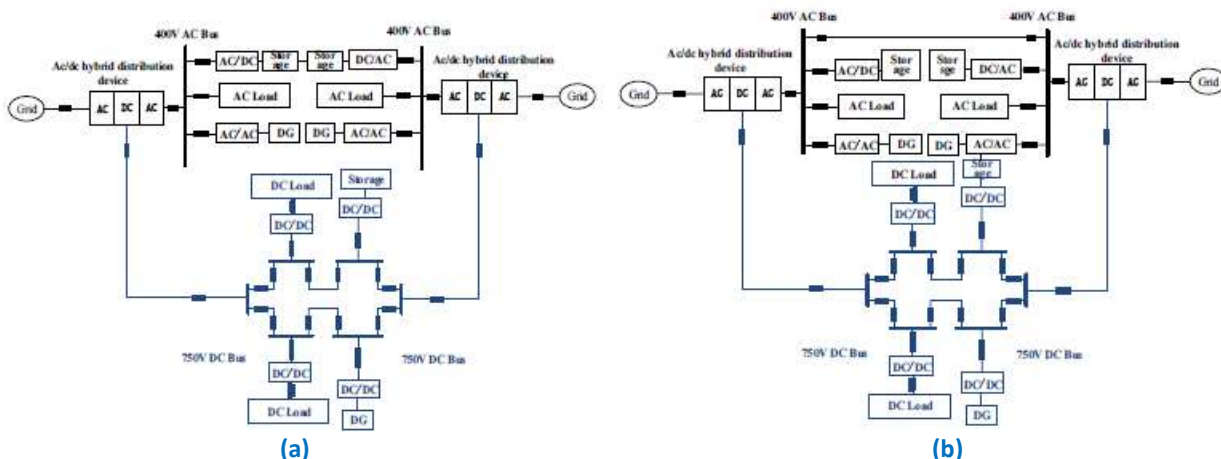 400V AC Bus
400V AC Bus
Ac/dc hybrid distribution
device
Ac/dc hybrid distribution
device
Grid
AC DC AC
AC/DC
Stor
age
Stor
age
DC/AC
AC DC AC
Grid
AC Load
AC Load
AC/AC
DG
DG
AC/AC
DC Load
Storage
DC/DC
DC/DC
750V DC Bus
750V DC Bus
DC/DC
DC/DC
DC Load
DG
(a)
400V AC Bus
400V AC Bus
Ac/dc hybrid distribution
device
Ac/dc hybrid distribution
device
Grid
AC DC AC
AC/DC
Stor
age
Stor
age
DC/AC
AC DC AC
Grid
AC Load
AC Load
AC/AC
DG
DG
AC/AC
DC Load
Stor
age
DC/DC
DC/DC
750V DC Bus
750V DC Bus
DC/DC
DC/DC
DC Load
DG
(b)